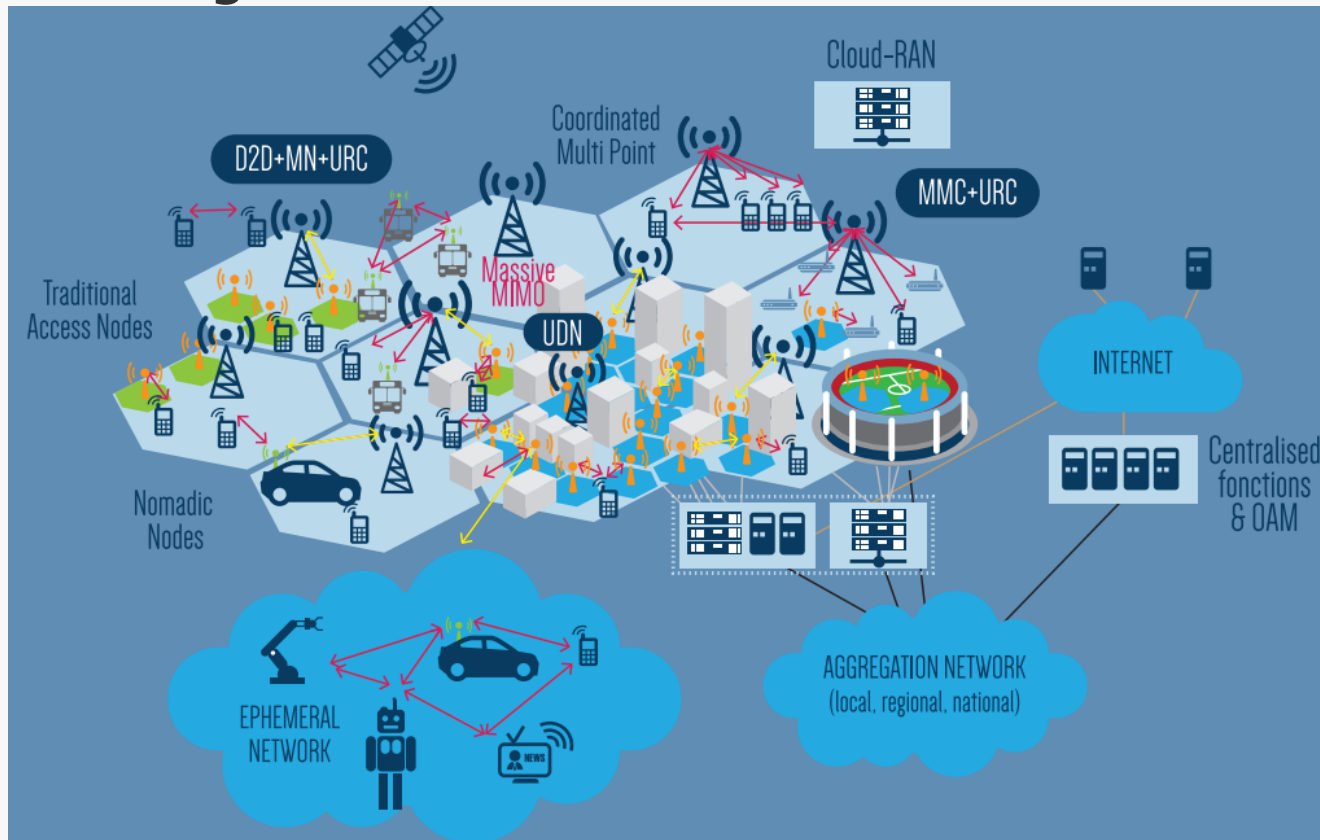 Cloud-RAN
Coordinated
Multi Point
D2D+MN+URC
MMC+URC
Massive
MIMO
Traditional
Access Nodes
UDN
INTERNET
Centralised
fonctions
& OAM
Nomadic
Nodes
AGGREGATION NETWORK
(local, regional, national)
EPHEMERAL
NETWORK
NEWS